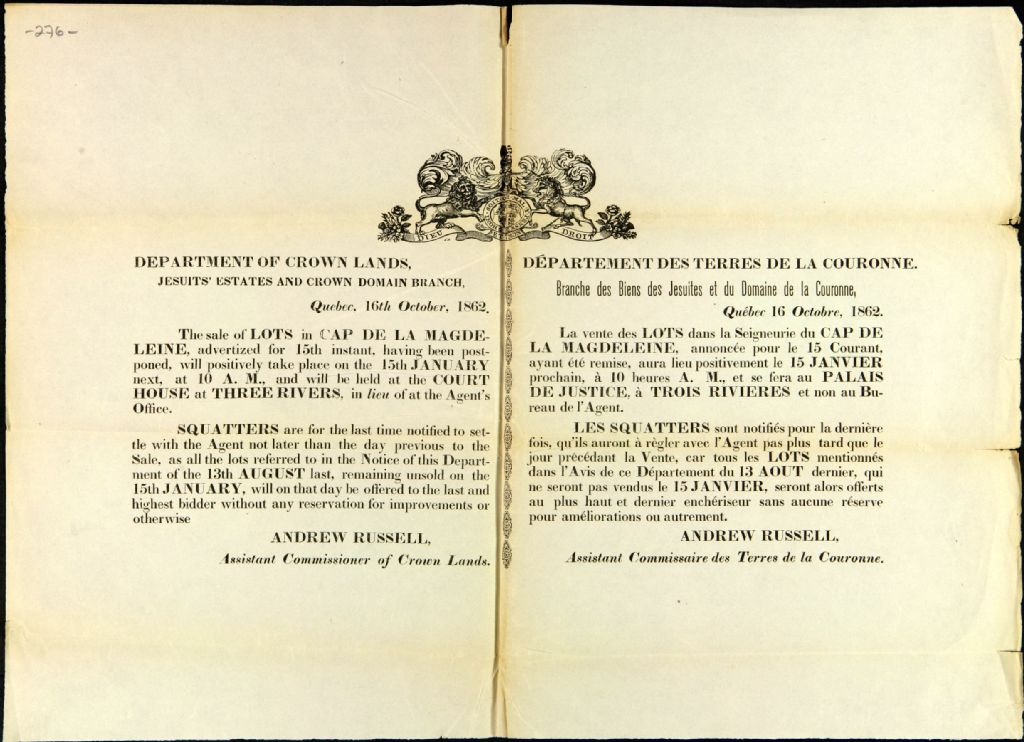 -276-
DIEU DROIT
DEPARTMENT OF CROWN LANDS,
JESUITS' ESTATES AND CROWN DOMAIN BRANCH,
Quebec, 16th October, 1862.
The sale of LOTS in CAP DE LA MAGDE-
LEINE, advertized for 15th instant, having been post-
poned, will positively take place on the 15th JANUARY
next, at 10 A. M., and will be held at the COURT
HOUSE at THREE RIVERS, in lieu of at the Agent's
Office.
SQUATTERS are for the last time notified to set-
tle with the Agent not later than the day previous to the
Sale, as all the lots referred to in the Notice of this Depart-
ment of the 13th AUGUST last, remaining unsold on the
15th JANUARY, will on that day be offered to the last and
highest bidder without any reservation for improvements or
otherwise
ANDREW RUSSELL,
Assistant Commissioner of Crown Lands.
DÉPARTEMENT DES TERRES DE LA COURONNE.
Branche des Biens des Jesuites et du Domaine de la Couronne,
Québec 16 Octobre, 1862.
La vente des LOTS dans la Seigneurie du CAP DE
LA MAGDELEINE, annoncée pour le 15 Courant,
ayant été remise, aura lieu positivement le 15 JANVIER
prochain, à 10 heures A. M., et se fera au PALAIS
DE JUSTICE, à TROIS RIVIERES et non au Bu-
reau de l'Agent.
LES SQUATTERS sont notifiés pour la dernière
fois, qu'ils auront à règler avec l'Agent pas plus tard que le
jour précédant la Vente, car tous les LOTS mentionnés
dans l'Avis de ce Département du 13 AOUT dernier, qui
ne seront pas vendus le 15 JANVIER, seront alors offerts
au plus haut et dernier enchériseur sans aucune réserve
pour améliorations ou autrement.
ANDREW RUSSELL,
Assistant Commissaire des Terres de la Couronne.